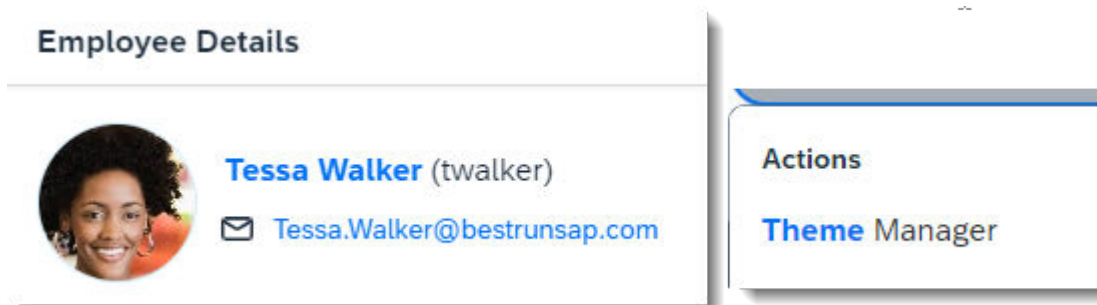 Employee Details
Tessa Walker (twalker)
Tessa.Walker@bestrunsap.com
Actions
Theme Manager